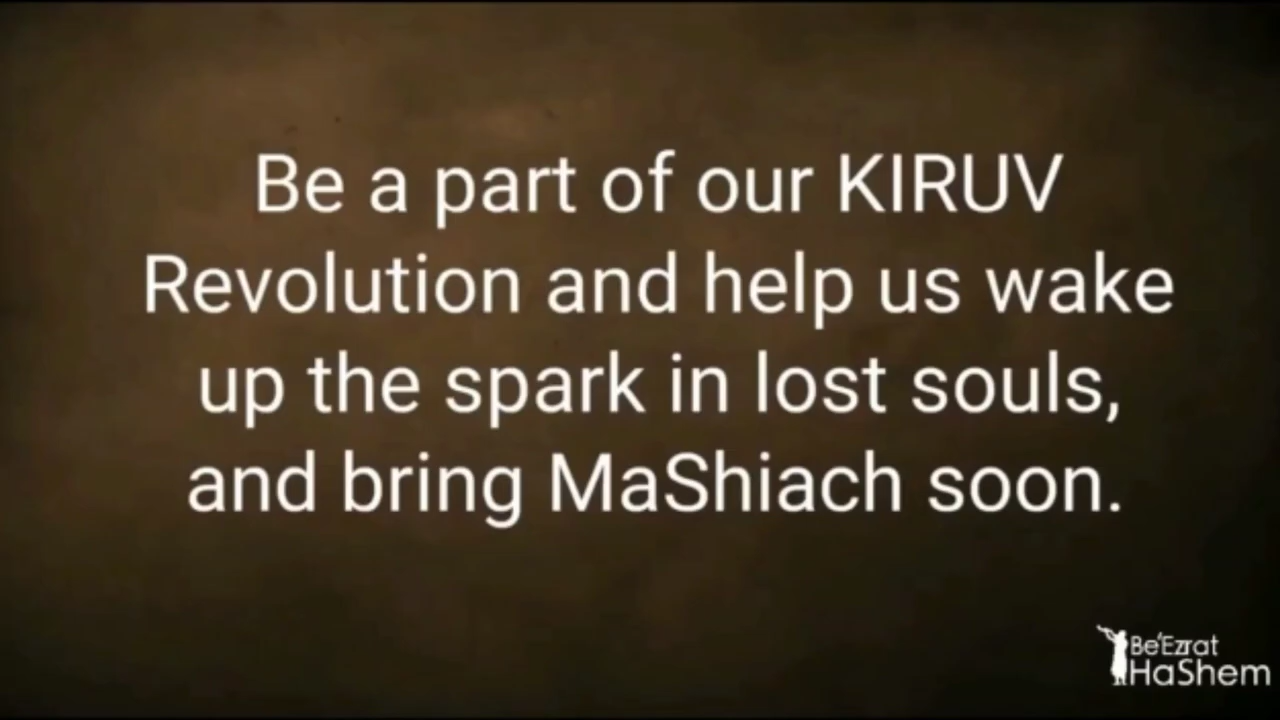 Be a part of our KIRUV
Revolution and help us wake
up the spark in lost souls,
and bring MaShiach soon.
Be'Ezrat
HaShem